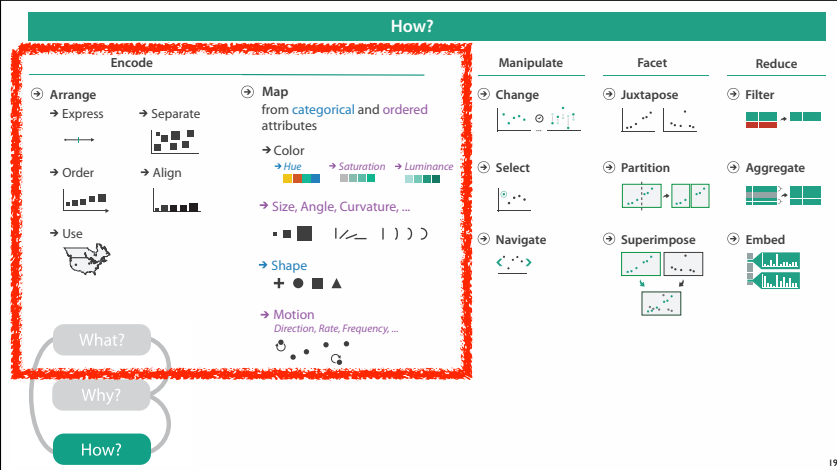 How?
Encode
Arrange
Express
Separate
Order
Align
Use
Map
from categorical and ordered
attributes
Color
Hue
Saturation
Luminance
Size, Angle, Curvature, ...
Shape
Motion
Direction, Rate, Frequency, ...
Manipulate
Change
...
Select
Navigate
Facet
Juxtapose
Partition
Superimpose
Reduce
Filter
Aggregate
Embed
What?
Why?
How?
19